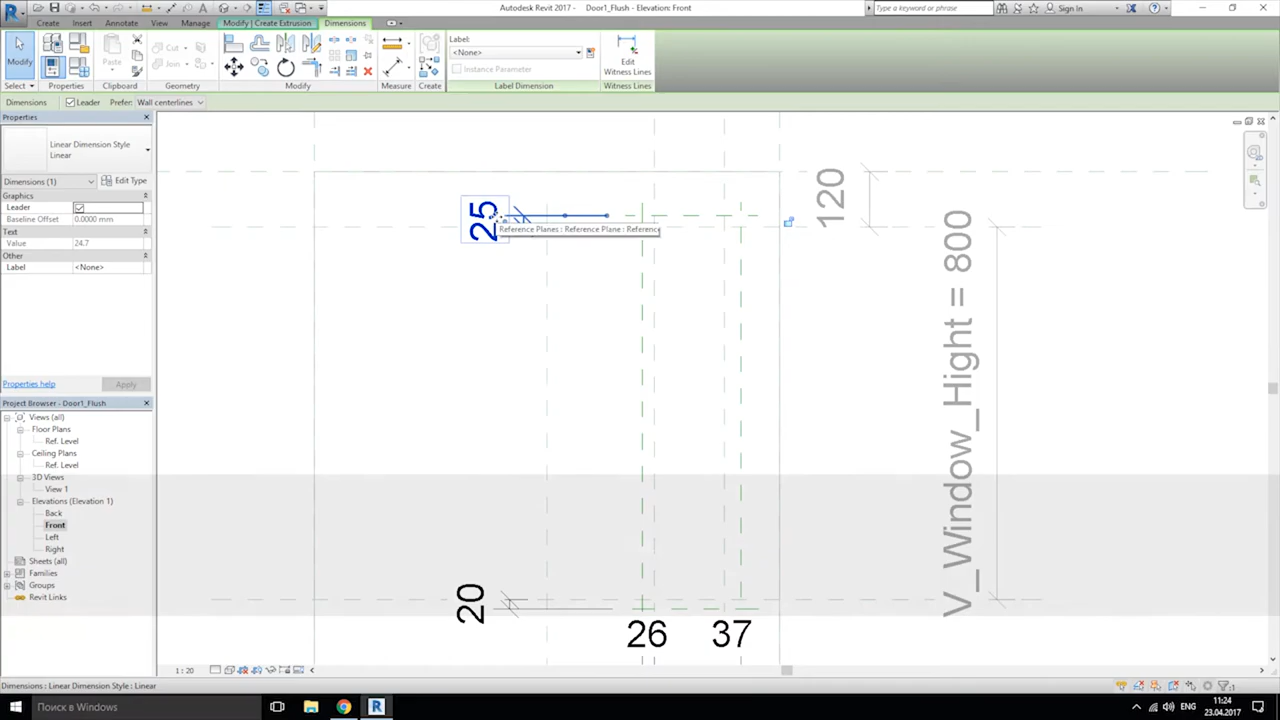 Autodesk Revit 2017 - Door1_Flush - Elevation: Front
Type a keyword or phrase
Sign In
Create Insert Annotate View Manage Modify | Create Extrusion Dimensions
Modify
Paste
Cut
Join
Label:
<None>
Instance Parameter
Edit
Witness Lines
Select Properties Clipboard Geometry Modify Measure Create Label Dimension Witness Lines
Dimensions Leader Prefer: Wall centerlines
Properties
Linear Dimension Style
Linear
Dimensions (1) Edit Type
Graphics
Leader
Baseline Offset 0.0000 mm
Text
Value 24.7
Other
Label <None>
Properties help Apply
Project Browser - Door1_Flush
Views (all)
Floor Plans
Ref. Level
Ceiling Plans
Ref. Level
3D Views
View 1
Elevations (Elevation 1)
Back
Front
Left
Right
Sheets (all)
Families
Groups
Revit Links
25
Reference Planes : Reference Plane : Reference
120
V_Window_Hight = 800
20
26 37
1 : 20
Dimensions : Linear Dimension Style : Linear
:1
Поиск в Windows
ENG
11:24
23.04.2017